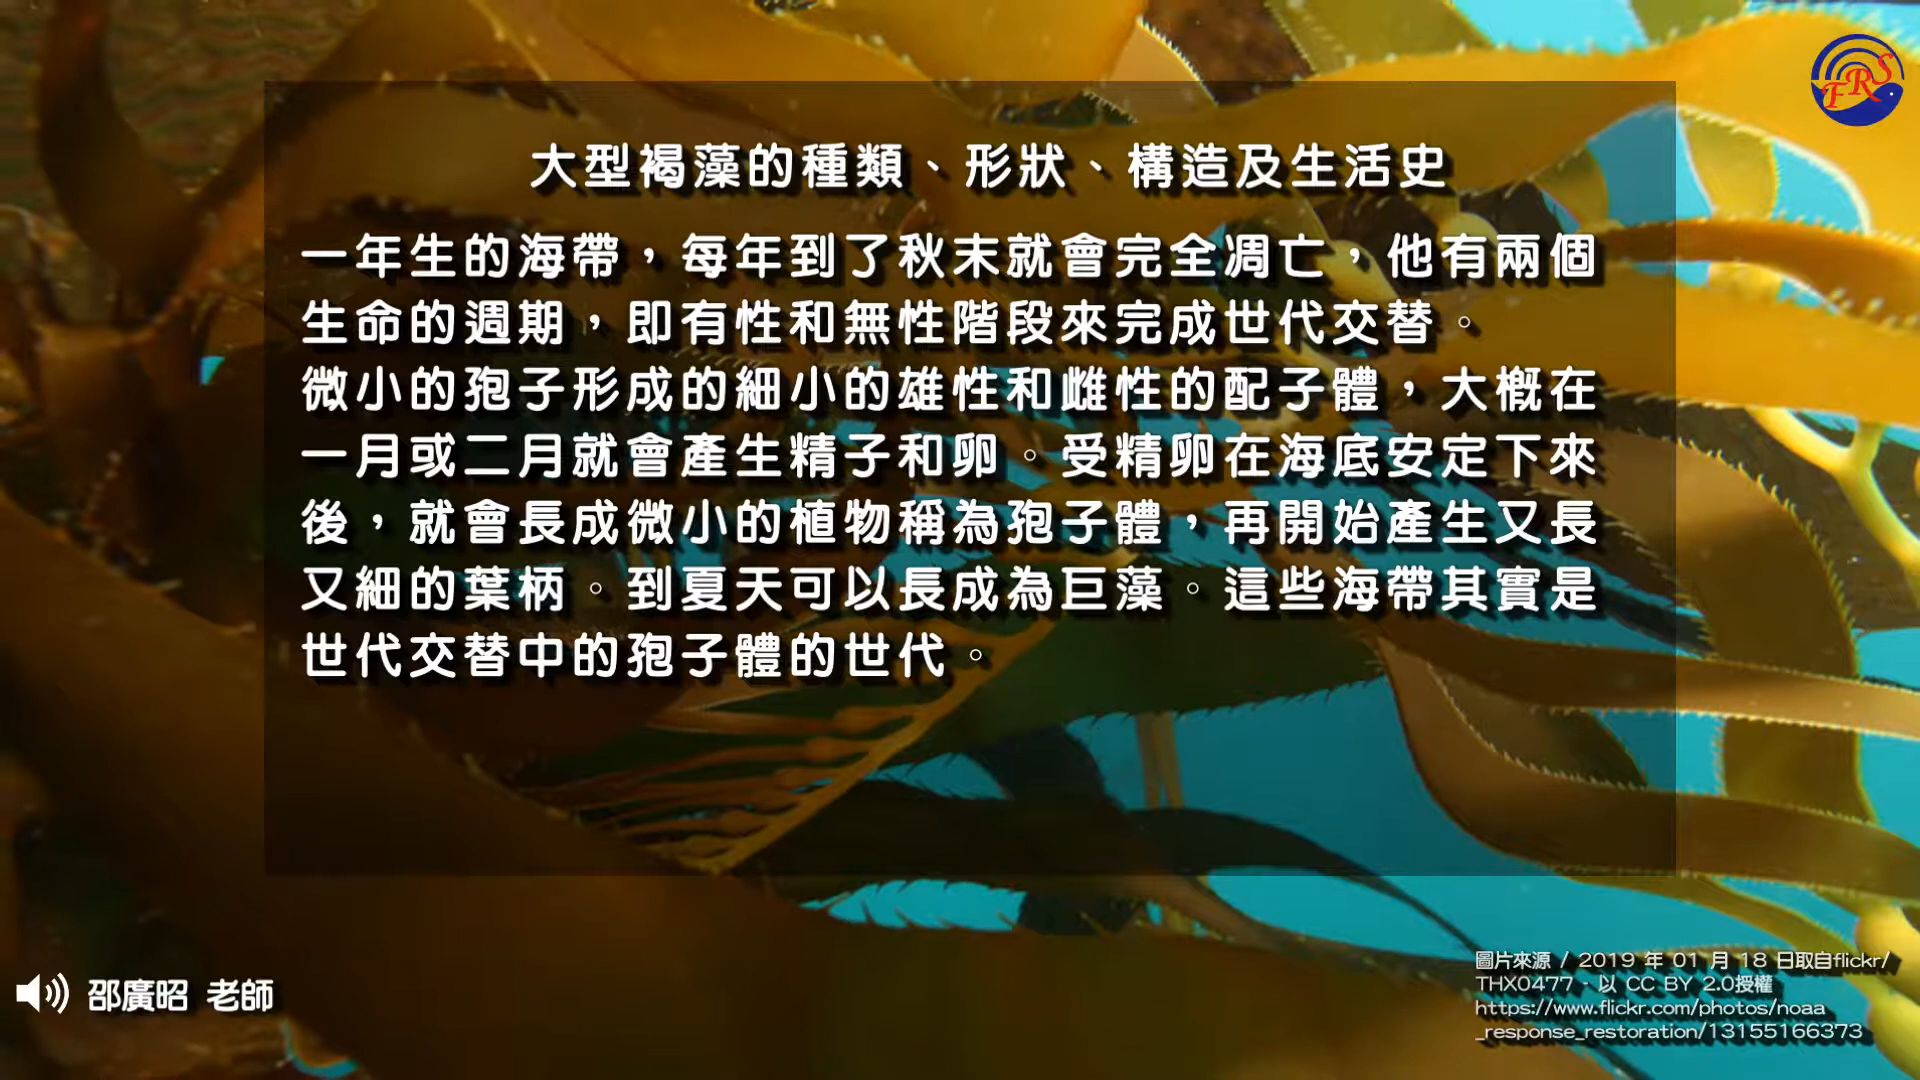 FRS
大型褐藻的種類、形狀、構造及生活史
一年生的海帶，每年到了秋末就會完全凋亡，他有兩個
生命的週期，即有性和無性階段來完成世代交替。
微小的孢子形成的細小的雄性和雌性的配子體，大概在
一月或二月就會產生精子和卵。受精卵在海底安定下來
後，就會長成微小的植物稱為孢子體，再開始產生又長
又細的葉柄。到夏天可以長成為巨藻。這些海帶其實是
世代交替中的孢子體的世代。
邵廣昭 老師
圖片來源 / 2019 年 01 月 18 日取自flickr/
THX0477 - 以 CC BY 2.0授權
https://www.flickr.com/photos/noaa
_response_restoration/13155166373